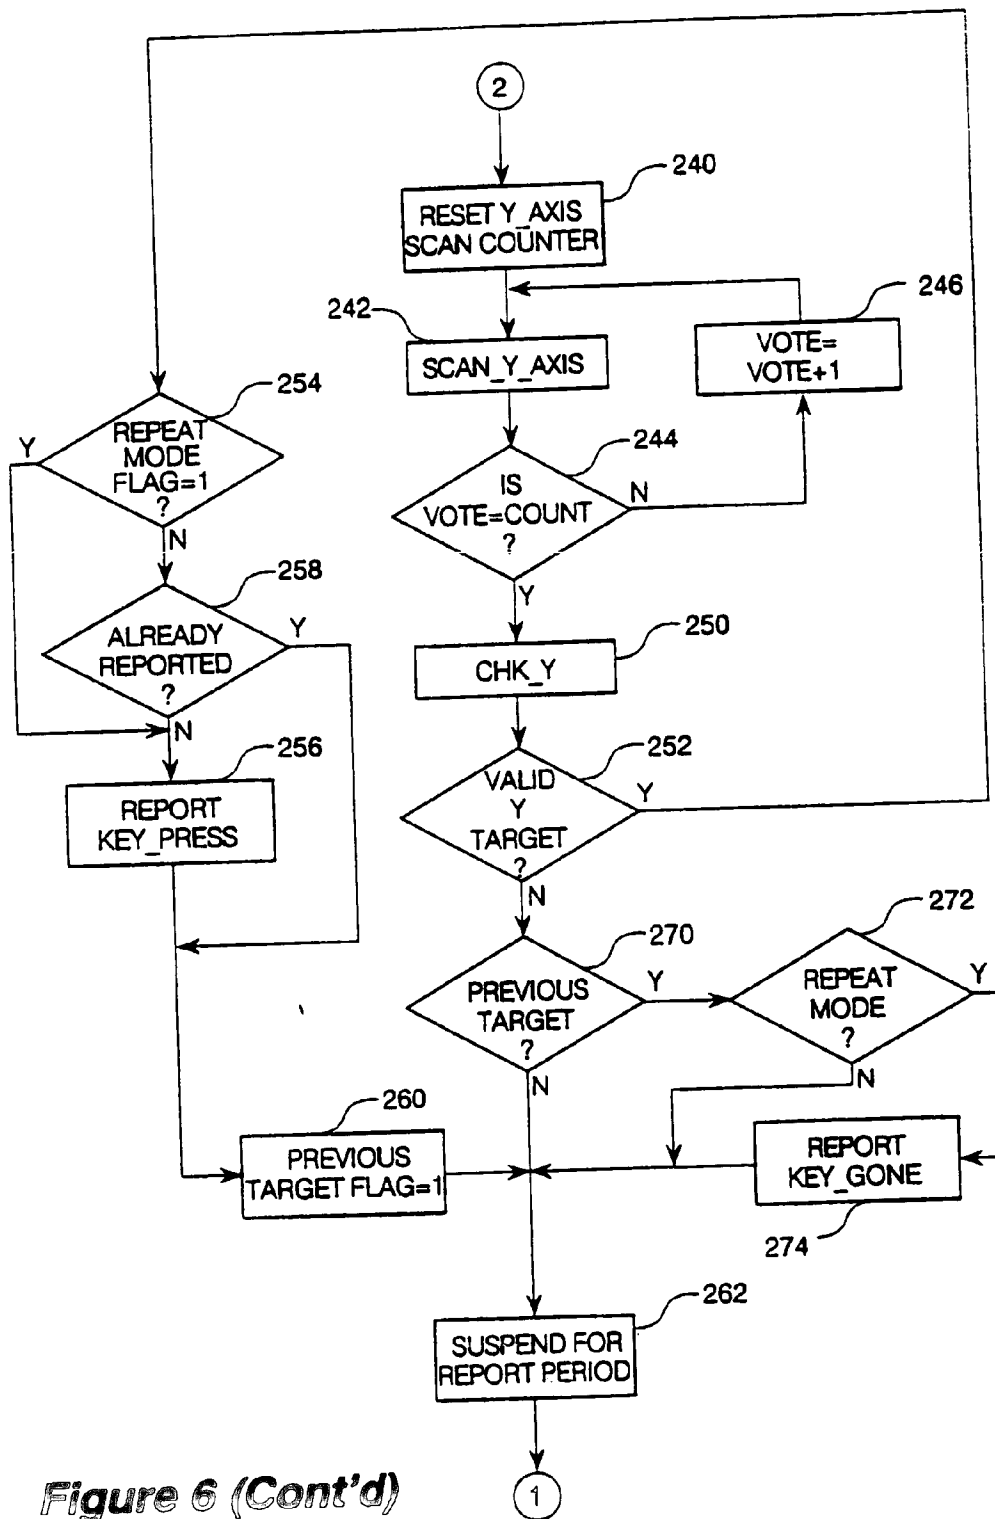 2
240
RESET Y_AXIS
SCAN COUNTER
242
SCAN_Y_AXIS
246
VOTE=
VOTE+1
244
IS
VOTE=COUNT
?
N
Y
250
CHK_Y
252
VALID
Y
TARGET
?
Y
N
254
REPEAT
MODE
FLAG=1
?
Y
N
258
ALREADY
REPORTED
?
Y
N
256
REPORT
KEY_PRESS
270
PREVIOUS
TARGET
?
Y
N
272
REPEAT
MODE
?
Y
N
260
PREVIOUS
TARGET FLAG=1
REPORT
KEY_GONE
274
262
SUSPEND FOR
REPORT PERIOD
1
Figure 6 (Cont'd)